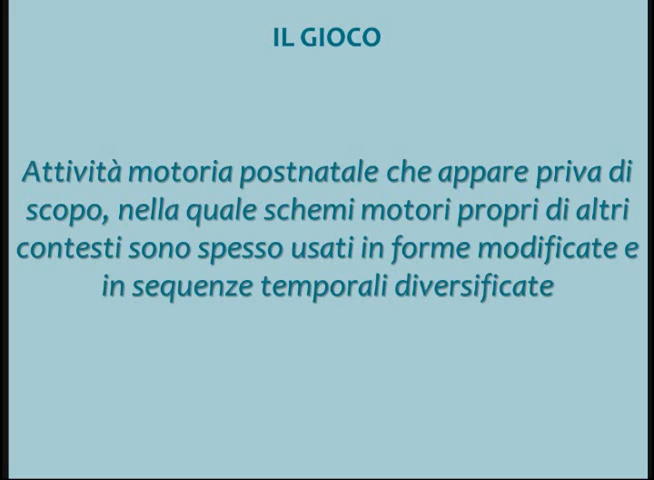 IL GIOCO
Attività motoria postnatale che appare priva di
scopo, nella quale schemi motori propri di altri
contesti sono spesso usati in forme modificate e
in sequenze temporali diversificate